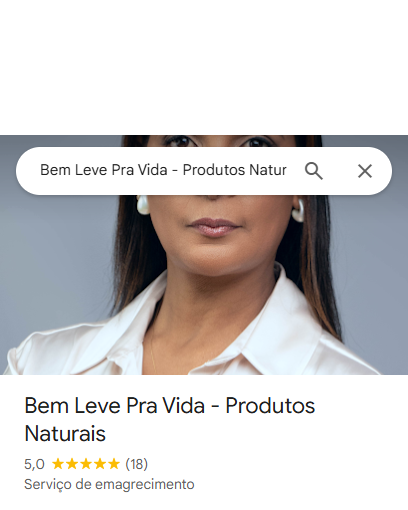 Bem Leve Pra Vida - Produtos Natur
Bem Leve Pra Vida - Produtos
Naturais
5,0 ★★★★★ (18)
Serviço de emagrecimento